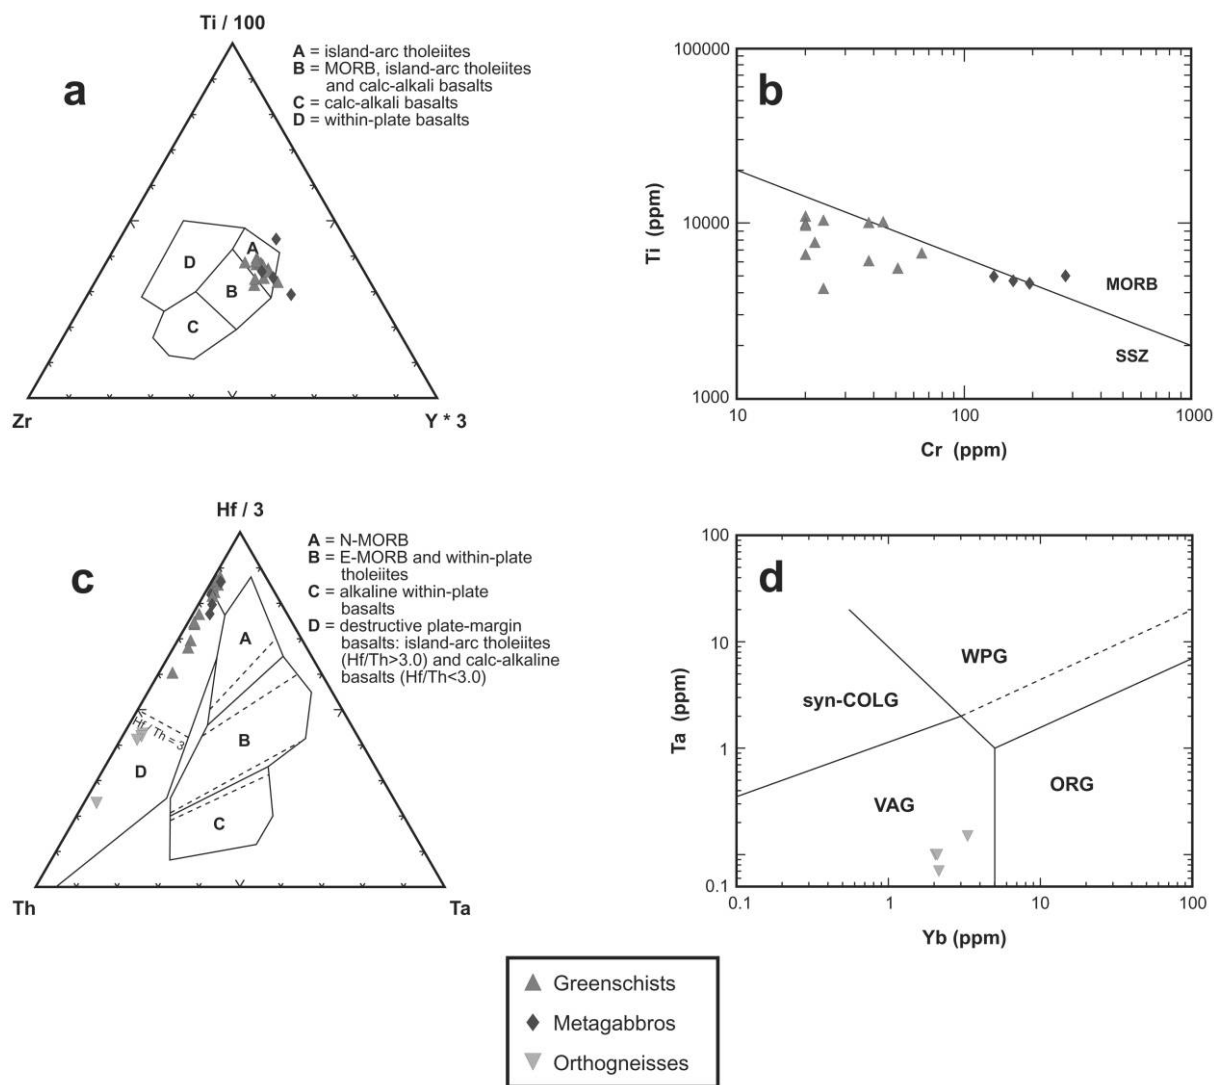 Ti / 100
a
A = island-arc tholeiites
B = MORB, island-arc tholeiites
and calc-alkali basalts
C = calc-alkali basalts
D = within-plate basalts
A
D
B
C
Zr
Y * 3
b
100000
10000
1000
Ti (ppm)
MORB
SSZ
10
100
1000
Cr (ppm)
Hf / 3
c
A = N-MORB
B = E-MORB and within-plate
tholeiites
C = alkaline within-plate
basalts
D = destructive plate-margin
basalts: island-arc tholeiites
(Hf/Th>3.0) and calc-alkaline
basalts (Hf/Th<3.0)
A
Hf / Th = 3
B
D
C
Th
Ta
d
100
10
1
0.1
Ta (ppm)
WPG
syn-COLG
ORG
VAG
0.1
1
10
100
Yb (ppm)
Greenschists
Metagabbros
Orthogneisses